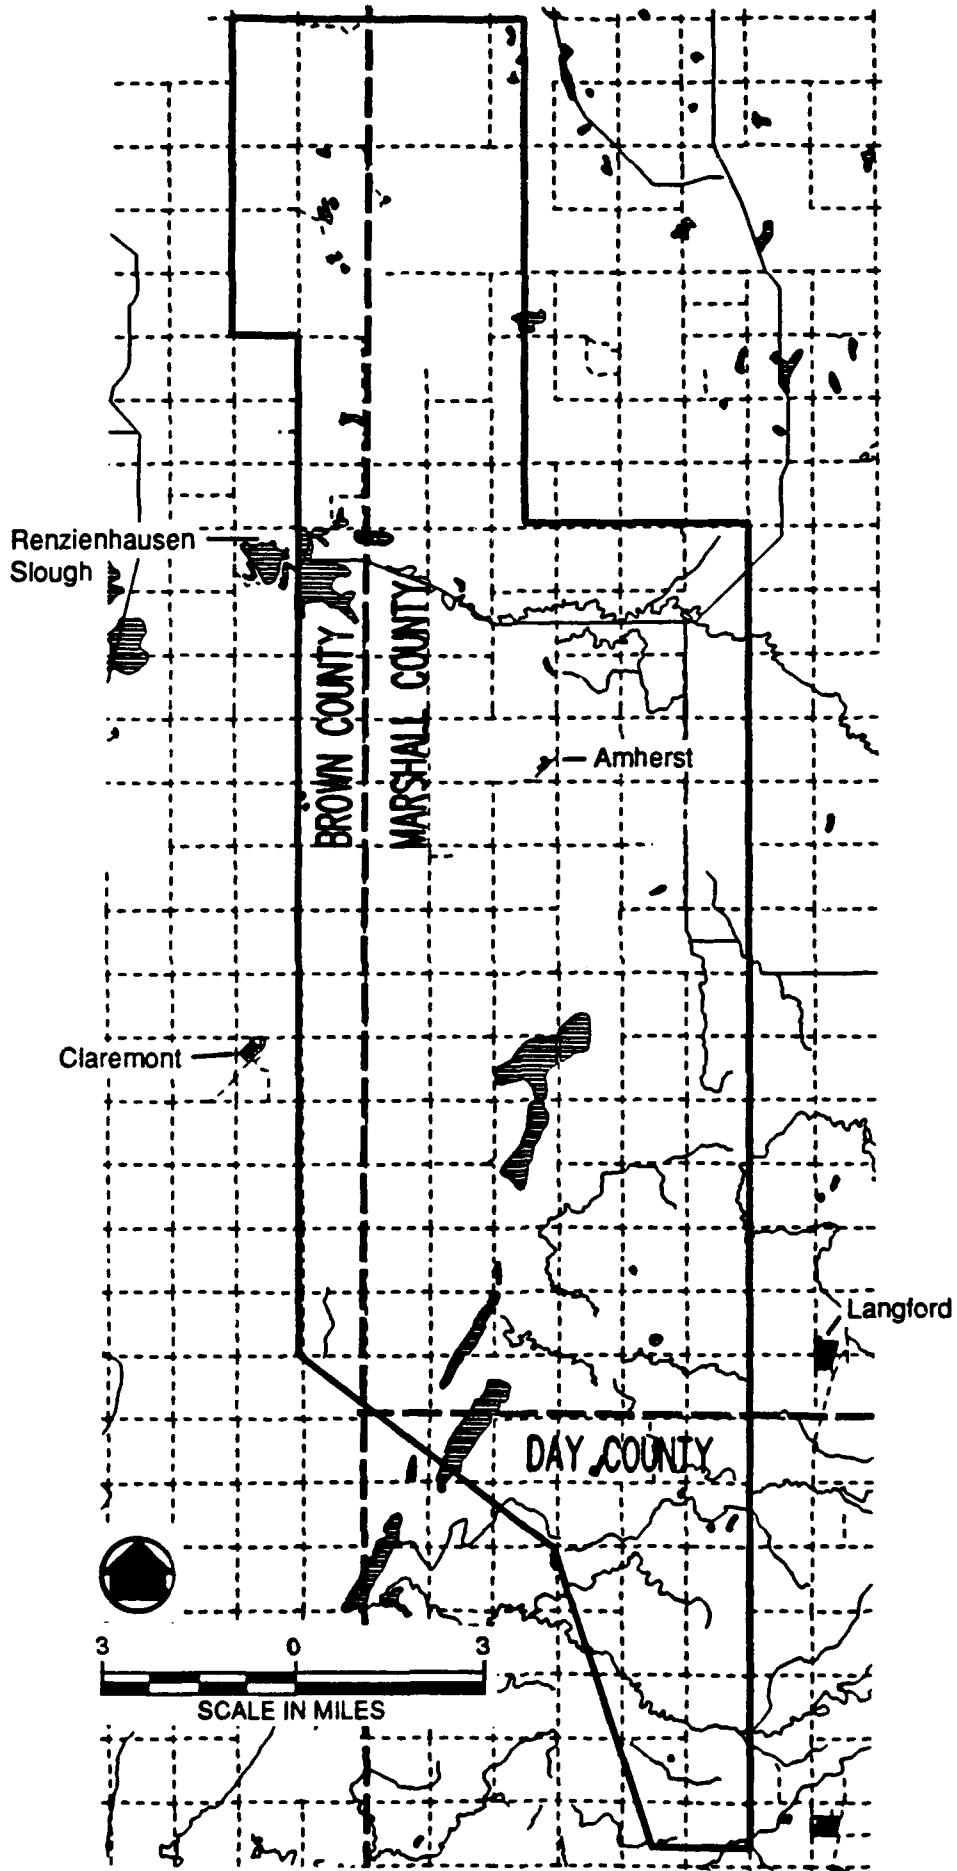 Renzienhausen
Slough
BROWN COUNTY
MARSHALL COUNTY
Amherst
Claremont
Langford
DAY COUNTY
3 0 3
SCALE IN MILES